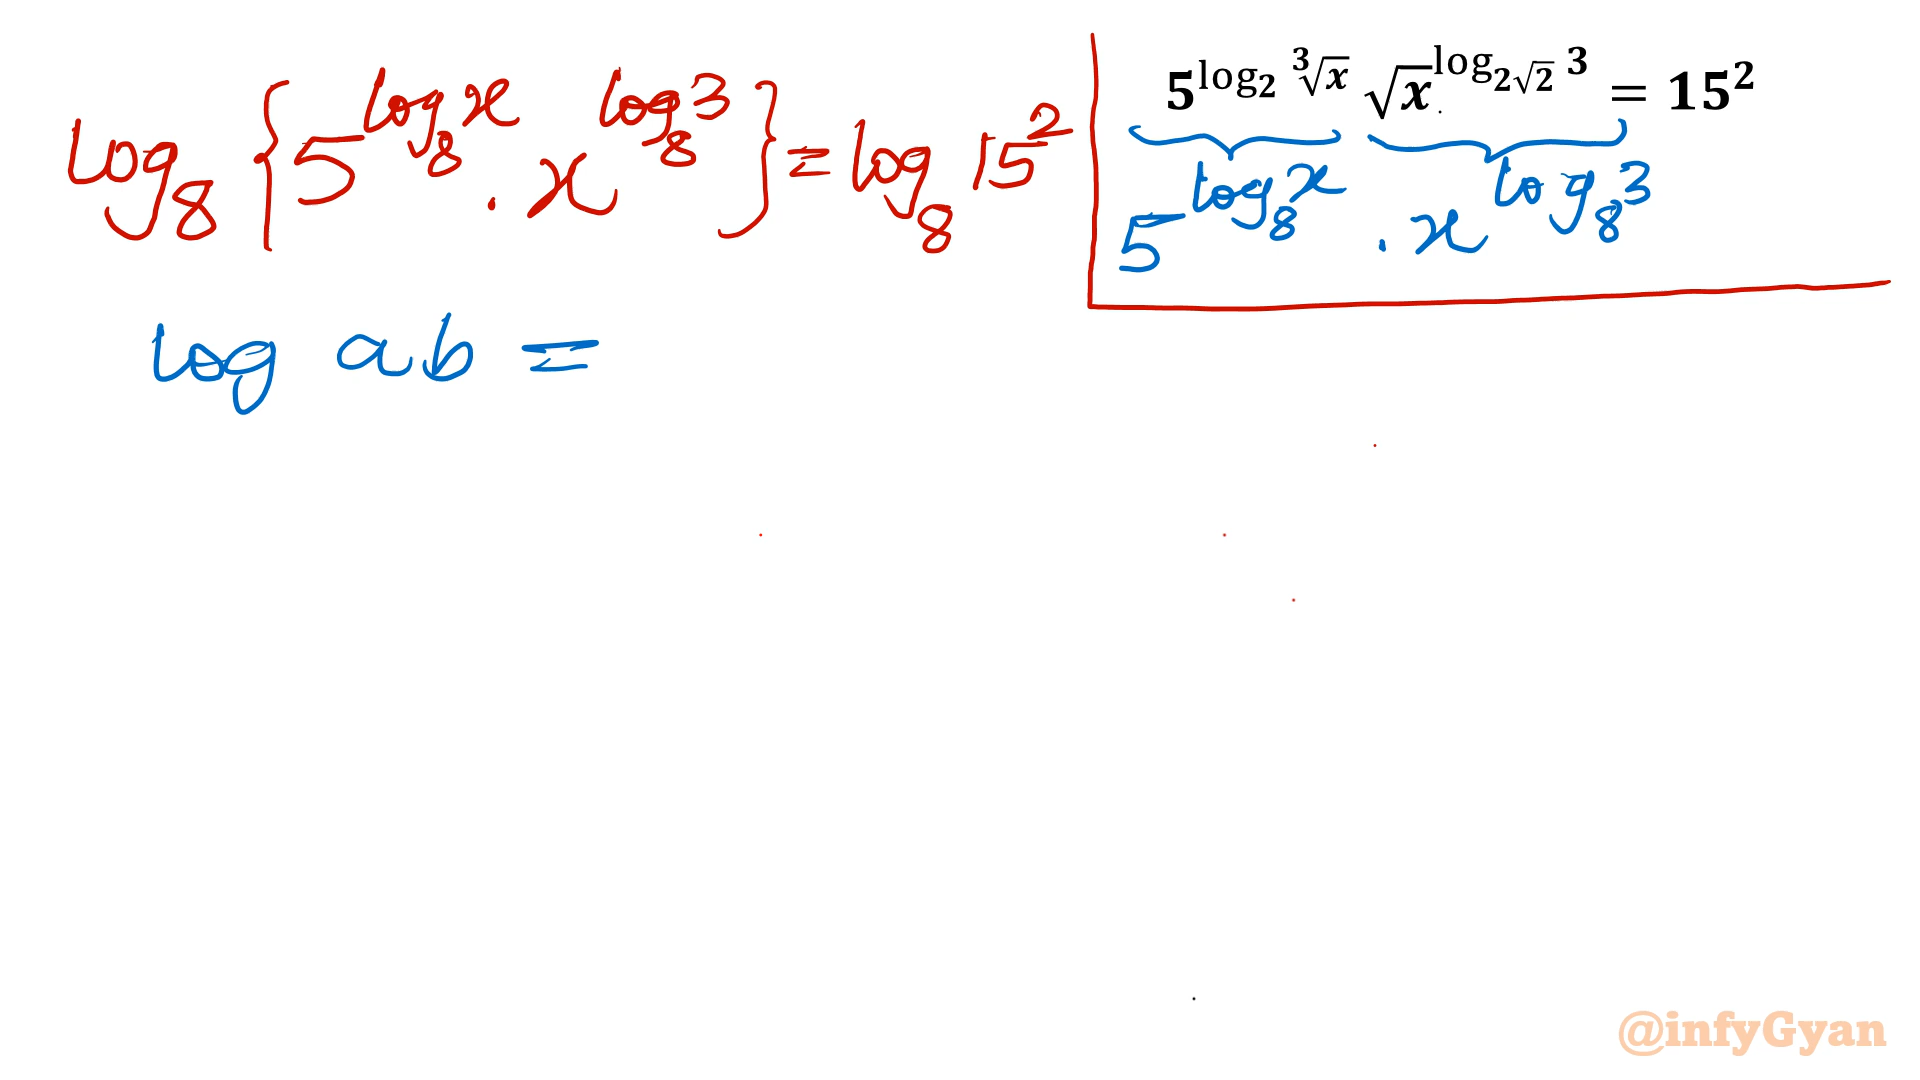 log₈ {5^(log₈ x) . x^(log₈ 3)} = log₈ 15²
log ab =
5^(log₂ ∛x) √x^(log_(2√2) 3) = 15²
5^(log₈ x) . x^(log₈ 3)
@infyGyan